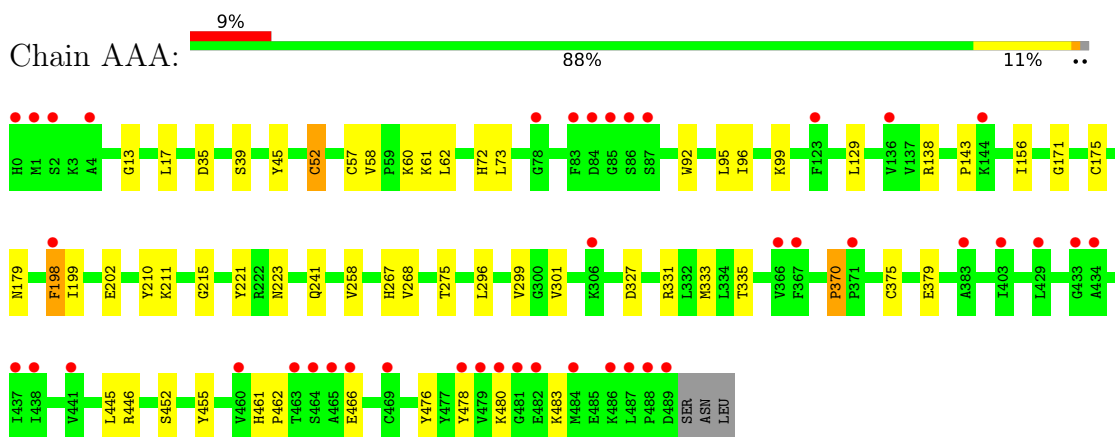 9%
Chain AAA:
88% 11% ••
H0 M1 S2 K3 A4 G13 L17 D35 S39 Y45 C52 C57 V58 P59 K60 K61 L62 H72 L73 G78 F83 D84 G85 S86 S87 W92 L95 I96 K99 F123 L129 V136 V137 R138 P143 K144 I156 G171 C175
N179 F198 I199 E202 Y210 K211 G215 Y221 R222 N223 Q241 V258 H267 V268 T275 L296 V299 G300 V301 K306 D327 R331 L332 M333 L334 T335 V366 F367 P370 P371 C375 E379 A383 I403 L429 G433 A434
I437 I438 V441 L445 R446 S452 Y455 V460 H461 P462 T463 S464 A465 E466 C469 Y476 Y477 Y478 V479 K480 G481 E482 K483 M484 E485 K486 L487 P488 D489 SER ASN LEU